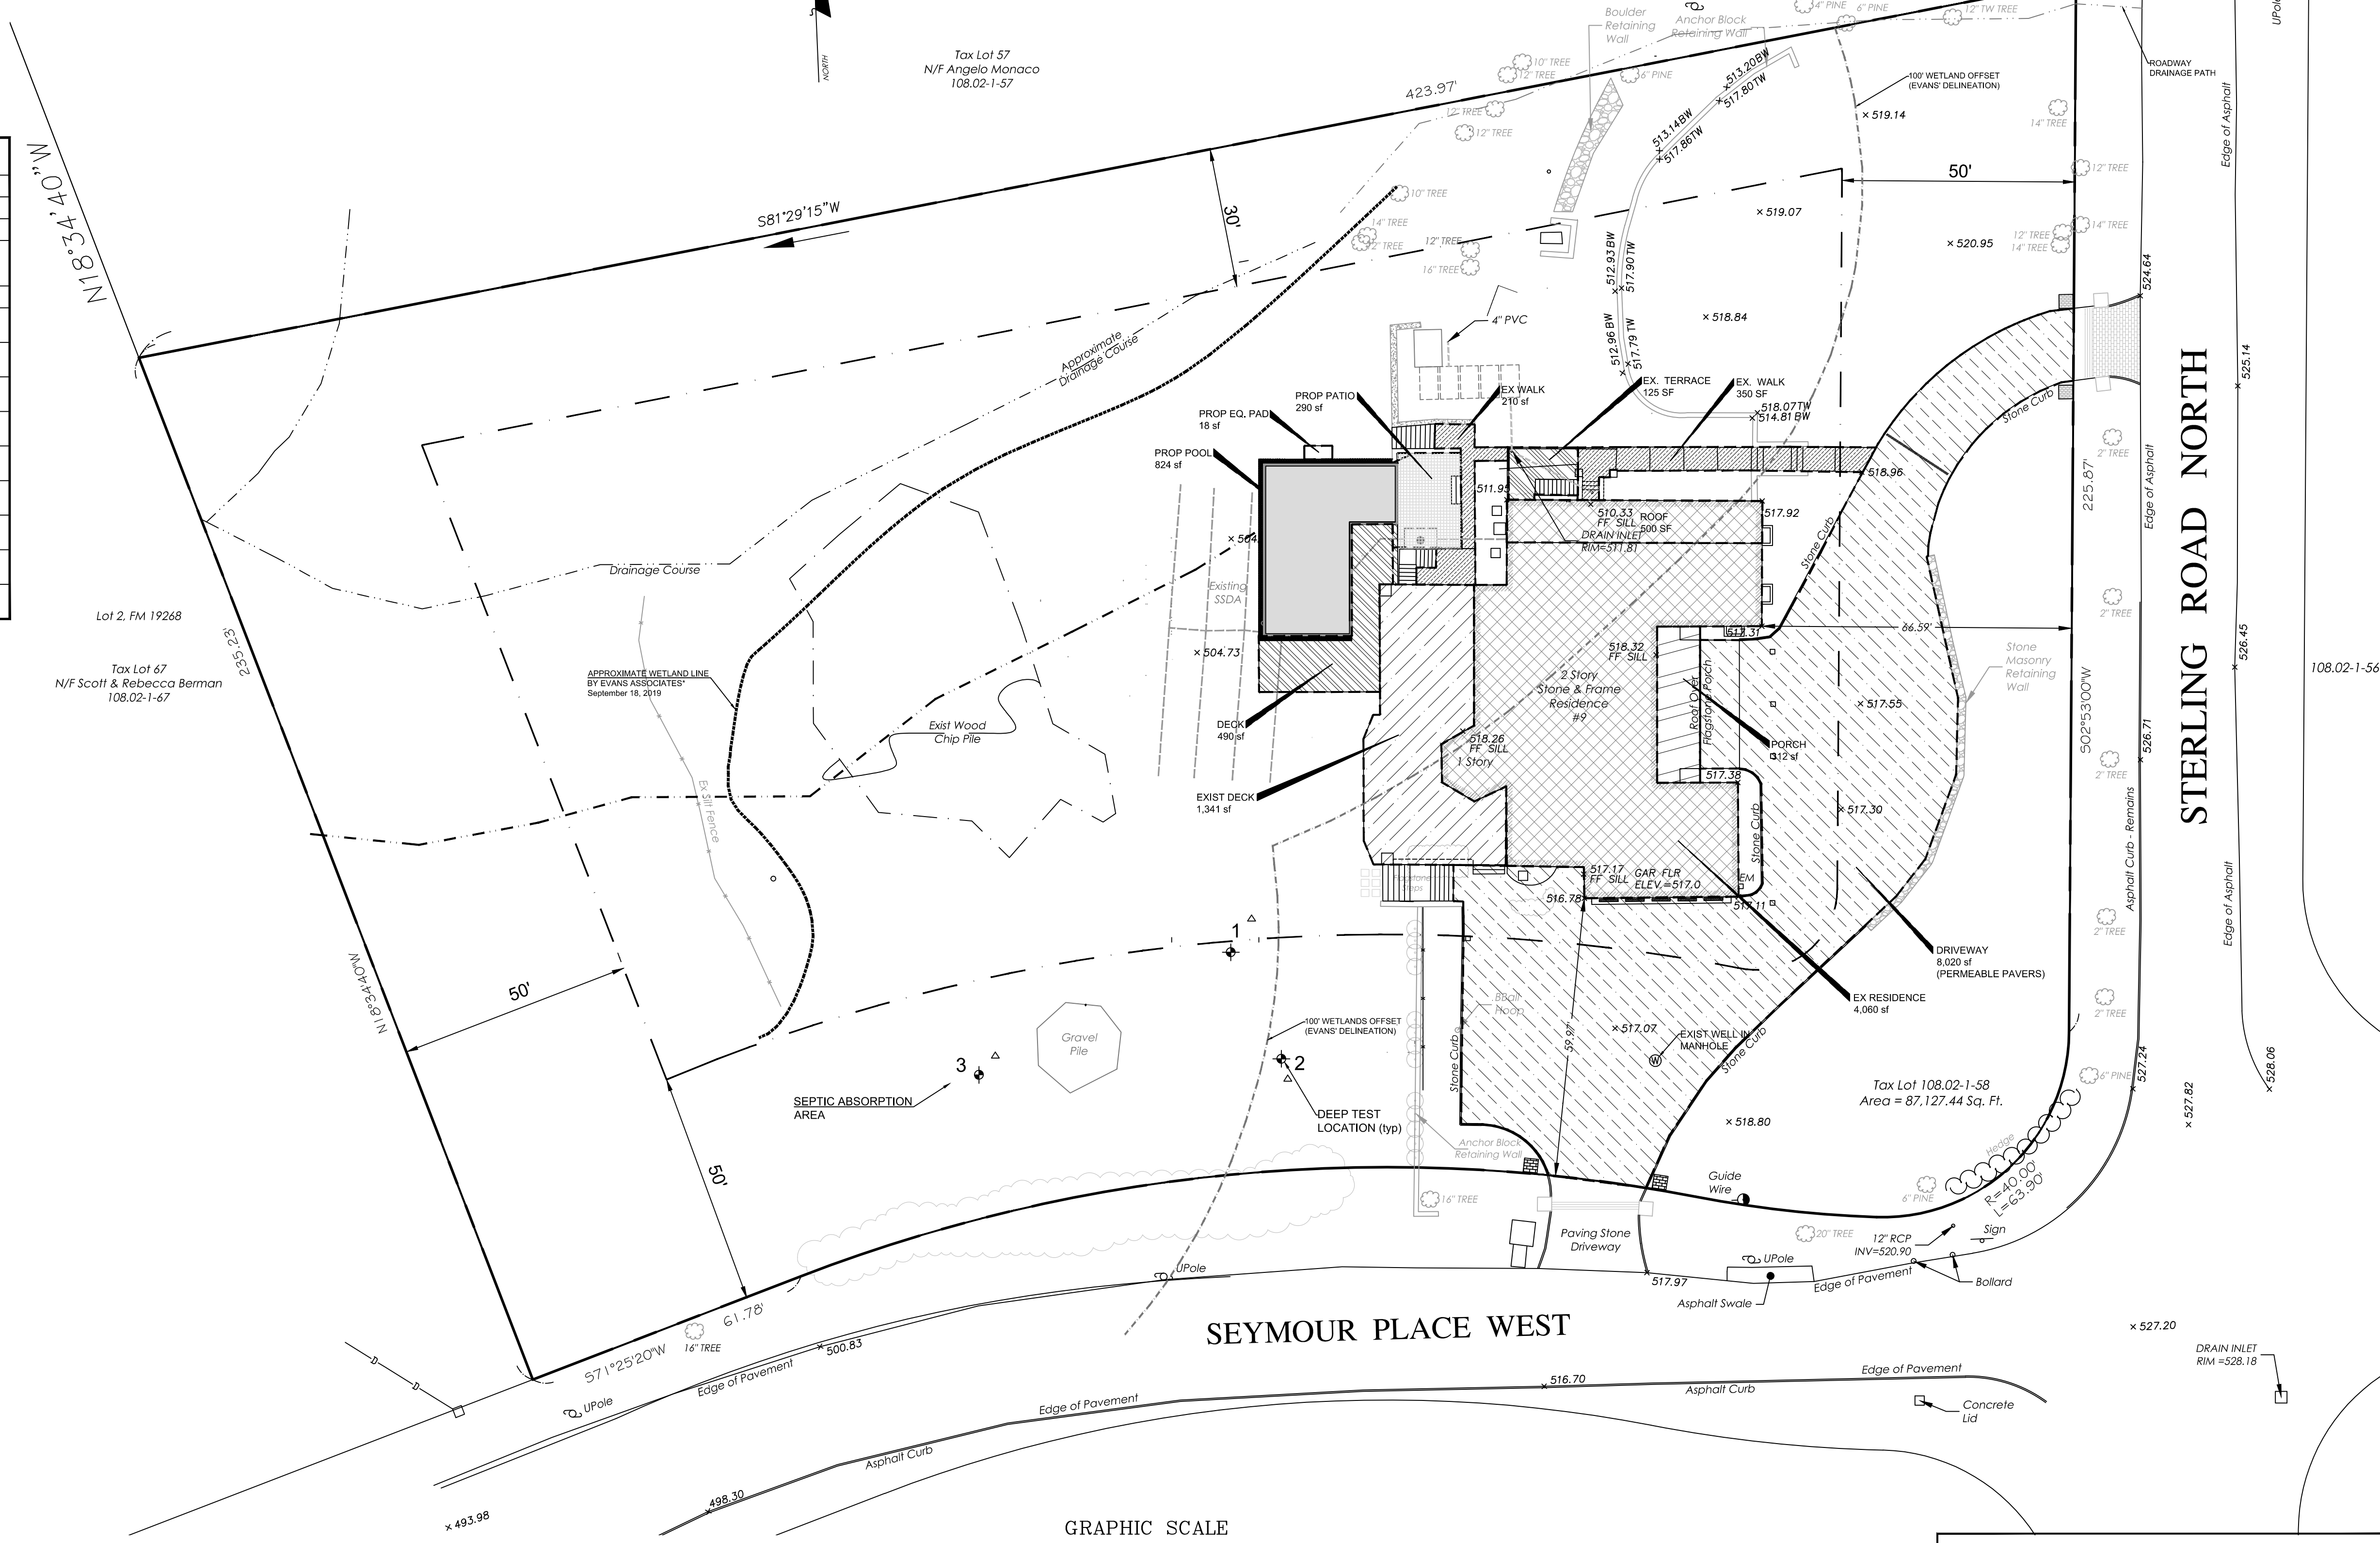 Tax Lot 57
N/F Angelo Monaco
108.02-1-57
NORTH
Boulder
Retaining
Wall
Anchor Block
Retaining Wall
4" PINE
6" PINE
12" TW TREE
UPole
ROADWAY
DRAINAGE PATH
100' WETLAND OFFSET
(EVANS' DELINEATION)
10" TREE
12" TREE
6" PINE
513.20BW
517.80TW
423.97'
12" TREE
12" TREE
513.14BW
517.86TW
× 519.14
14" TREE
Edge of Asphalt
N18°34'40"W
S81°29'15"W
30'
10" TREE
14" TREE
12" TREE
12" TREE
16" TREE
50'
12" TREE
× 519.07
× 520.95
14" TREE
12" TREE
14" TREE
512.93 BW
517.90 TW
524.64
Approximate
Drainage Course
4" PVC
× 518.84
512.96 BW
517.79 TW
525.14
STERLING ROAD NORTH
PROP PATIO
290 sf
EX WALK
210 sf
EX. TERRACE
125 SF
EX. WALK
350 SF
518.07TW
514.81 BW
Stone Curb
PROP EQ. PAD
18 sf
PROP POOL
824 sf
2" TREE
518.96
225.87'
Edge of Asphalt
511.95
510.33
FF SILL
ROOF
500 SF
517.92
DRAIN INLET
RIM=511.81
Stone Curb
× 504.
Drainage Course
Existing
SSDA
Lot 2, FM 19268
235.23'
2" TREE
66.59'
517.31
526.45
Tax Lot 67
N/F Scott & Rebecca Berman
108.02-1-67
APPROXIMATE WETLAND LINE
BY EVANS ASSOCIATES*
September 18, 2019
× 504.73
518.32
FF SILL
2 Story
Stone & Frame
Residence
#9
Roof Over
Flagstone Porch
Stone
Masonry
Retaining
Wall
108.02-1-56
S02°53'00"W
× 517.55
Exist Wood
Chip Pile
DECK
490 sf
518.26
FF SILL
1 Story
PORCH
312 sf
526.71
2" TREE
517.38
Ex Silt Fence
EXIST DECK
1,341 sf
× 517.30
Stone Curb
Asphalt Curb - Remains
Flagstone
Steps
517.17
FF SILL
GAR FLR
ELEV.=517.0
EM
516.78
517.11
Edge of Asphalt
2" TREE
1
DRIVEWAY
8,020 sf
(PERMEABLE PAVERS)
N18°34'40"W
50'
EX RESIDENCE
4,060 sf
BBall
Hoop
2" TREE
100' WETLANDS OFFSET
(EVANS' DELINEATION)
Gravel
Pile
× 517.07
EXIST WELL IN
MANHOLE
W
59.97'
Stone Curb
Stone Curb
3
2
527.24
528.06
6" PINE
SEPTIC ABSORPTION
AREA
DEEP TEST
LOCATION (typ)
Tax Lot 108.02-1-58
Area = 87,127.44 Sq. Ft.
× 527.82
× 518.80
Anchor Block
Retaining Wall
Hedge
50'
16" TREE
Guide
Wire
6" PINE
R=40.00'
L=63.90'
Paving Stone
Driveway
20" TREE
12" RCP
INV=520.90
Sign
UPole
UPole
517.97
Edge of Pavement
Bollard
Asphalt Swale
61.78'
S71°25'20"W
16" TREE
500.83
SEYMOUR PLACE WEST
× 527.20
DRAIN INLET
RIM =528.18
Edge of Pavement
UPole
516.70
Asphalt Curb
Edge of Pavement
Edge of Pavement
Concrete
Lid
D
D
Asphalt Curb
498.30
× 493.98
GRAPHIC SCALE